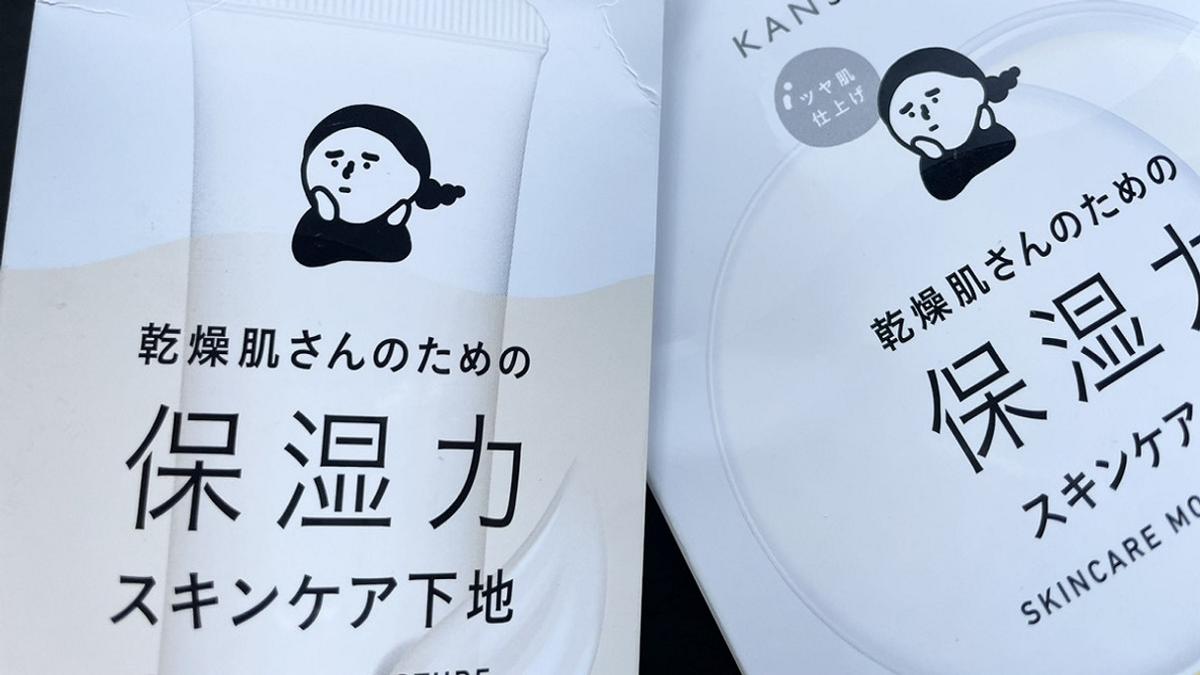 乾燥肌さんのための
保湿力
スキンケア下地
KANS
ツヤ肌
仕上げ
乾燥肌さんのための
保湿力
スキンケア
SKINCARE MO